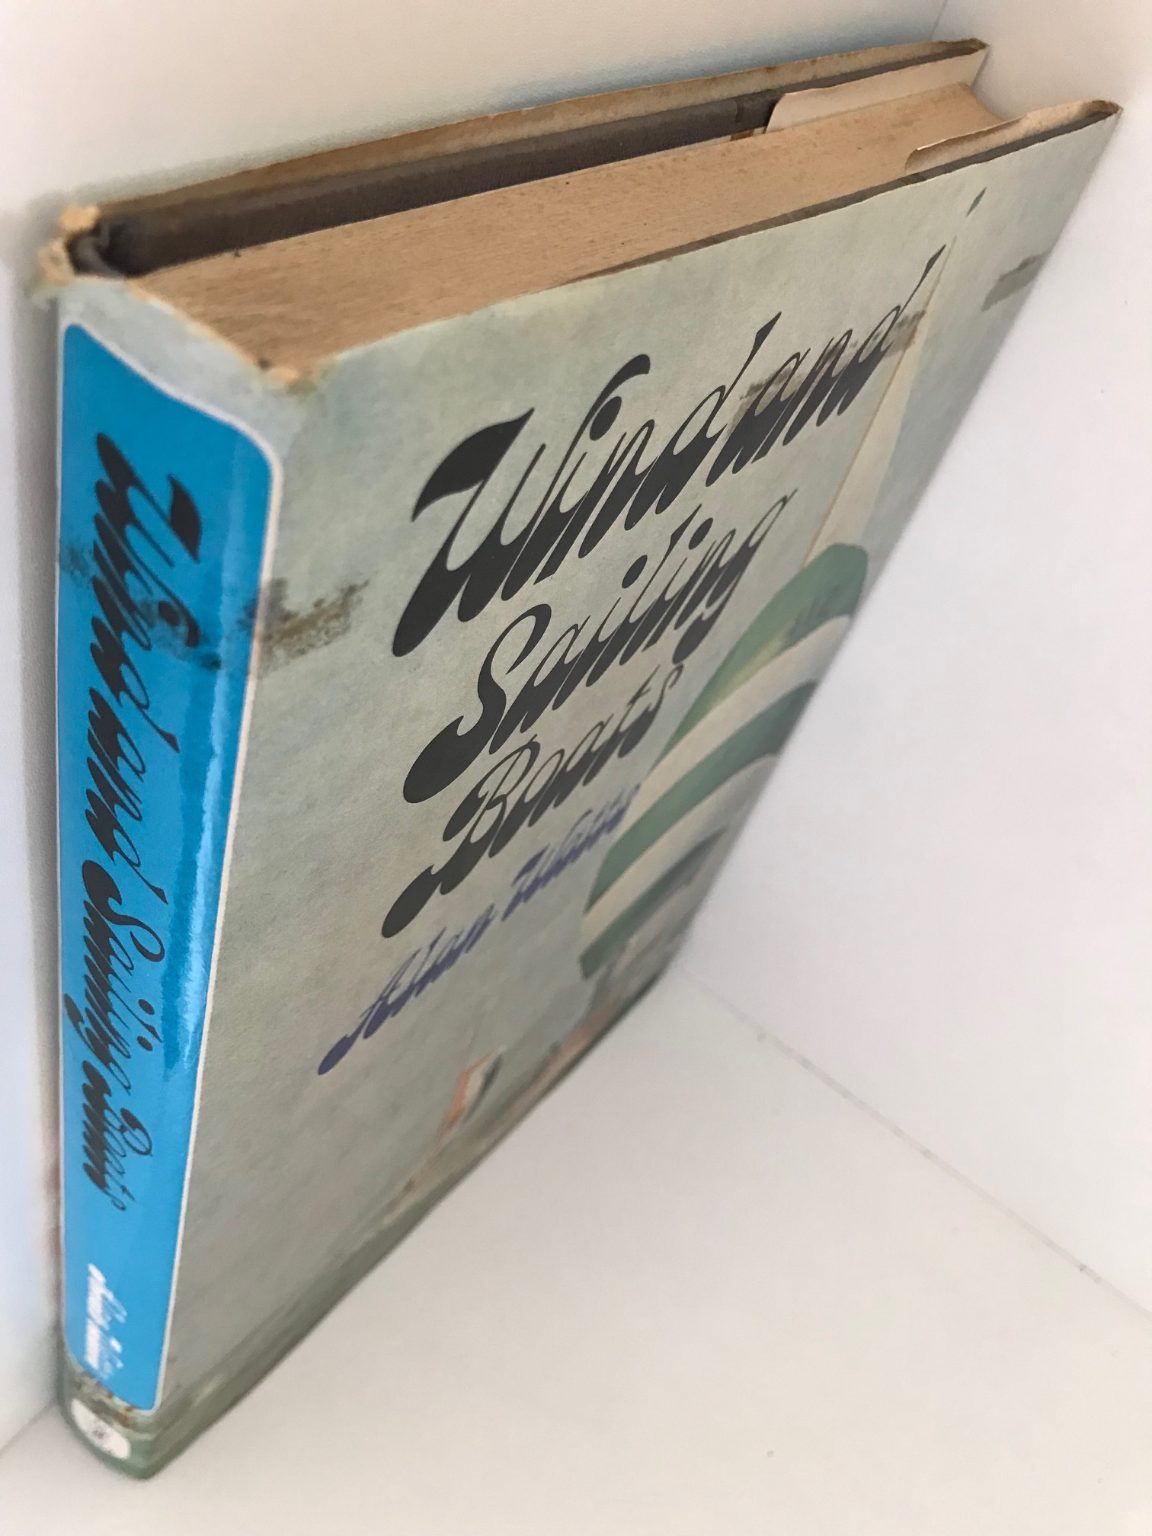 Wind and
Sailing
Boats
Alan Watts
Wind and Sailing Boats